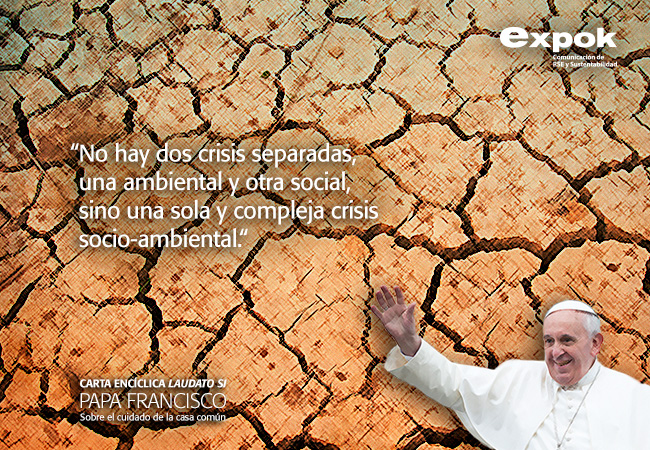 expok
Comunicación de
RSE y Sustentabilidad
“No hay dos crisis separadas,
una ambiental y otra social,
sino una sola y compleja crisis
socio-ambiental.“
CARTA ENCÍCLICA LAUDATO SI
PAPA FRANCISCO
Sobre el cuidado de la casa común